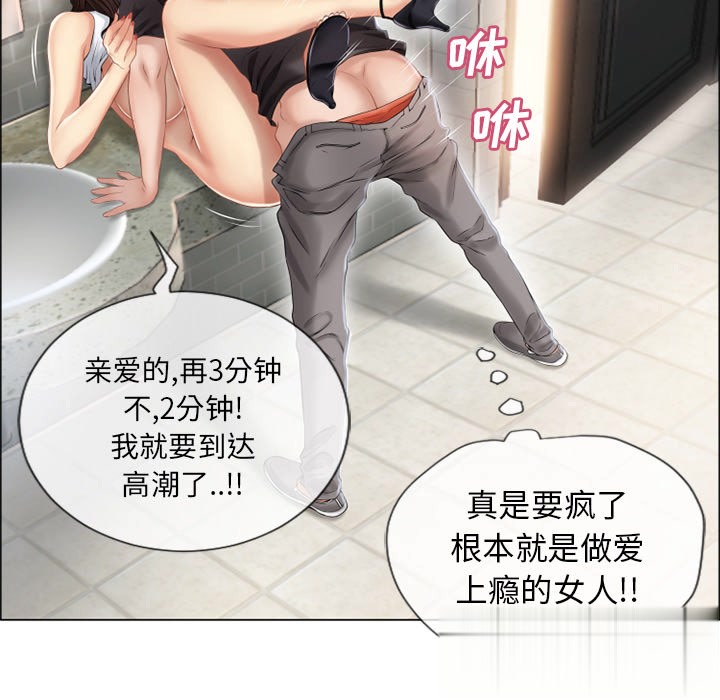 咻
咻
亲爱的,再3分钟
不,2分钟!
我就要到达
高潮了..!!
真是要疯了
根本就是做爱
上瘾的女人!!